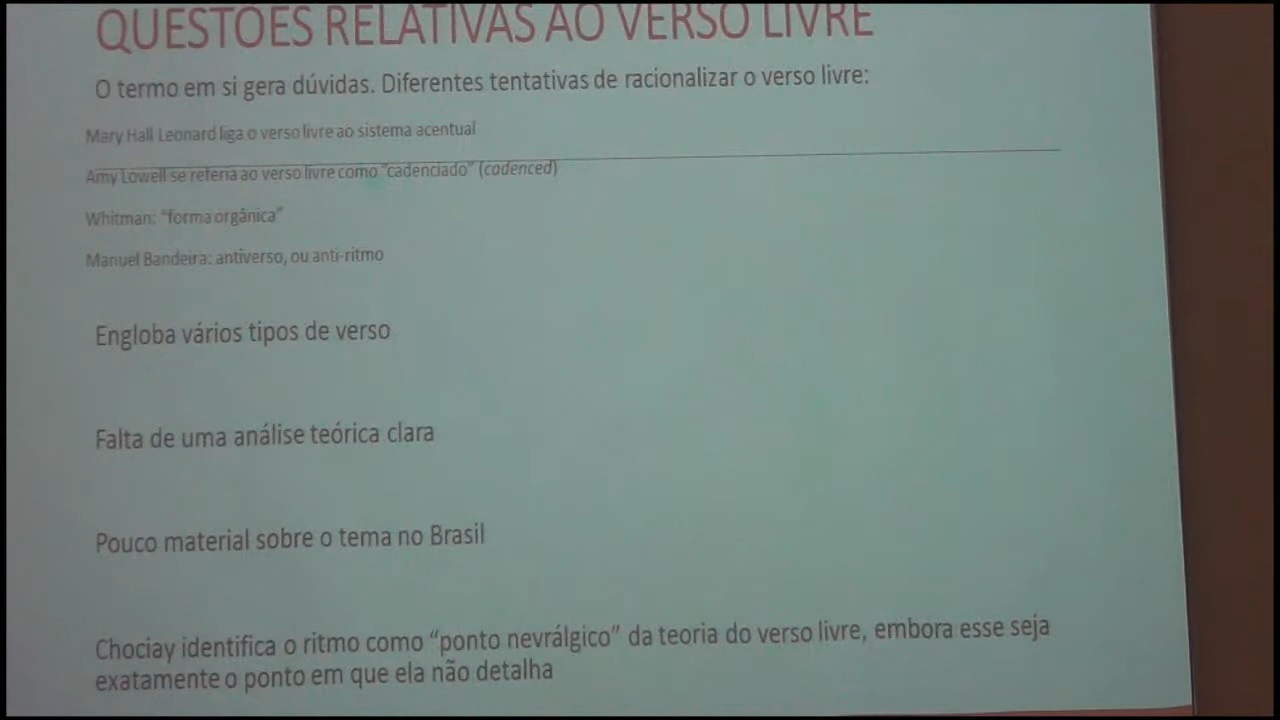 QUESTÕES RELATIVAS AO VERSO LIVRE
O termo em si gera dúvidas. Diferentes tentativas de racionalizar o verso livre:
Mary Hall Leonard liga o verso livre ao sistema acentual
Amy Lowell se referia ao verso livre como "cadenciado" (cadenced)
Whitman: "forma orgânica"
Manuel Bandeira: antiverso, ou anti-ritmo
Engloba vários tipos de verso
Falta de uma análise teórica clara
Pouco material sobre o tema no Brasil
Chociay identifica o ritmo como "ponto nevrálgico" da teoria do verso livre, embora esse seja
exatamente o ponto em que ela não detalha